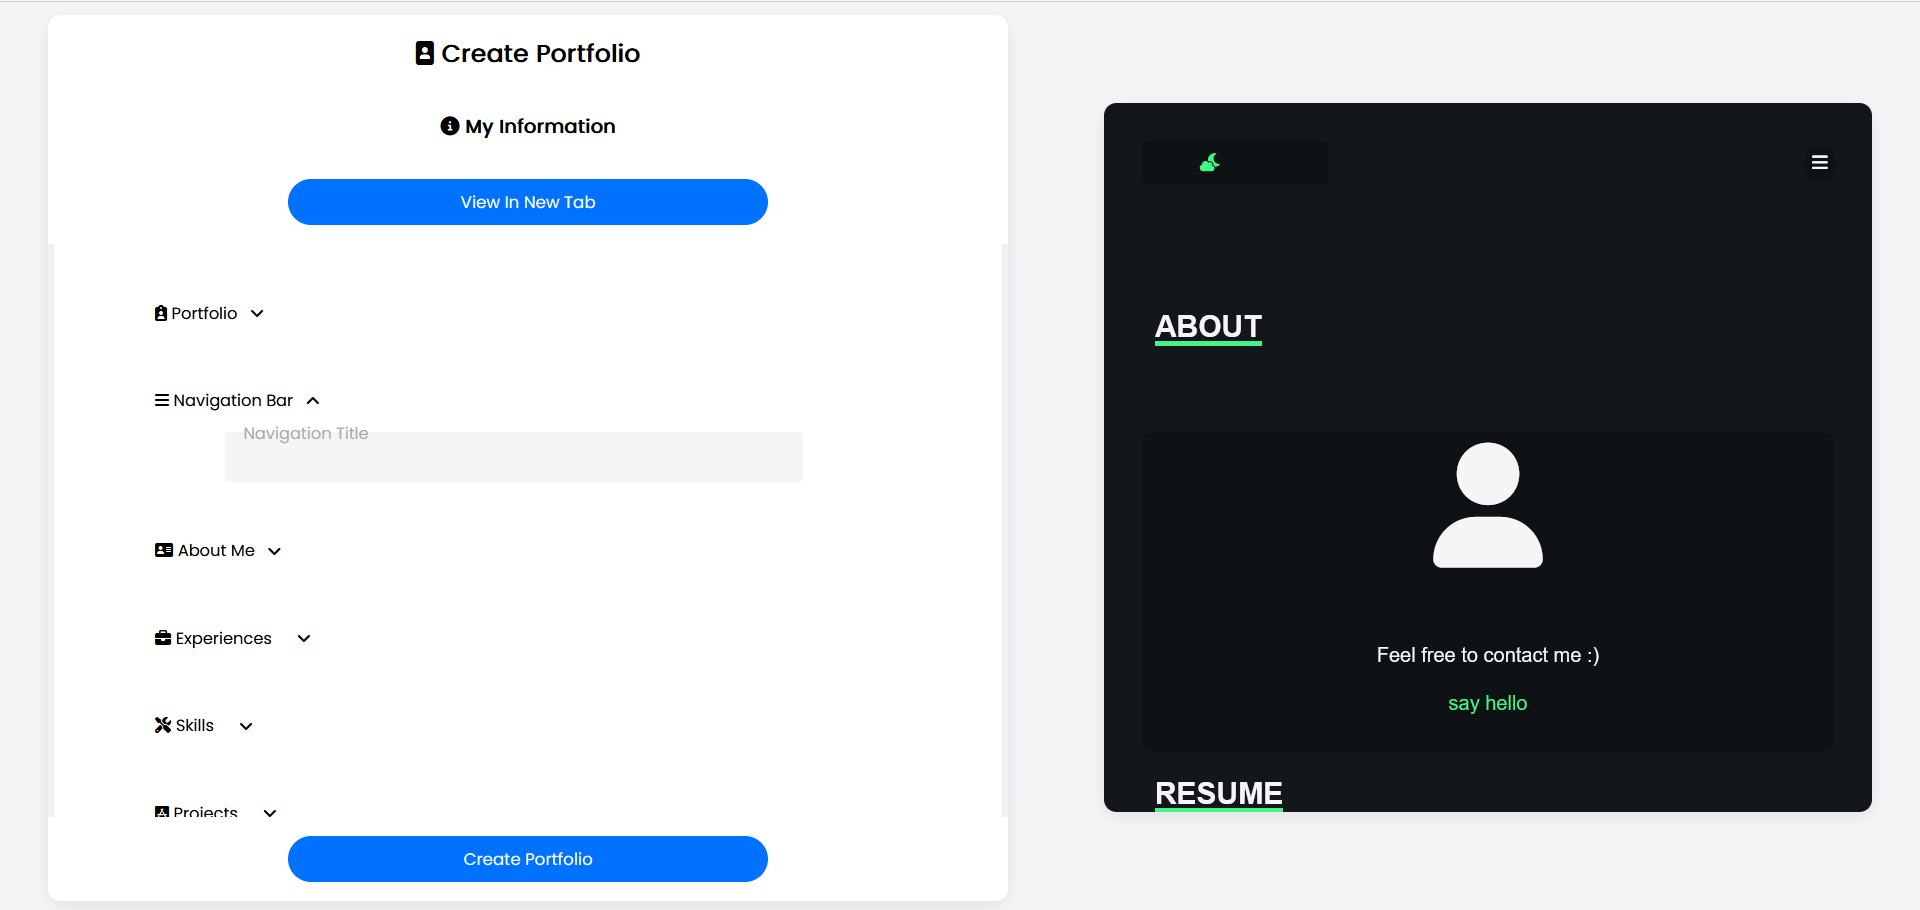 Create Portfolio
My Information
View In New Tab
Portfolio
Navigation Bar
Navigation Title
About Me
Experiences
Skills
Projects
Create Portfolio
ABOUT
Feel free to contact me :)
say hello
RESUME